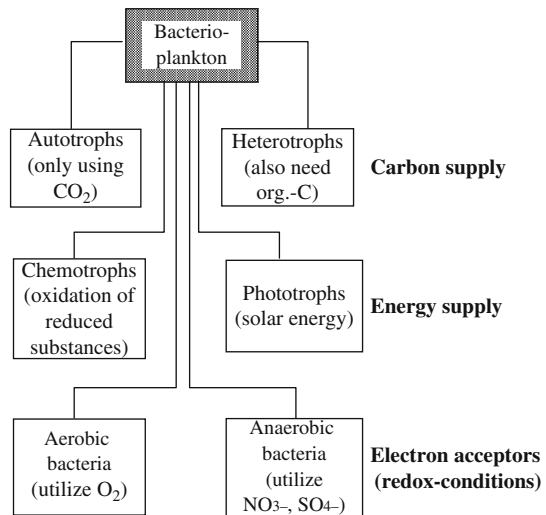 Bacterio-
plankton
Autotrophs
(only using
CO₂)
Heterotrophs
(also need
org.-C)
Carbon supply
Chemotrophs
(oxidation of
reduced
substances)
Phototrophs
(solar energy)
Energy supply
Aerobic
bacteria
(utilize O₂)
Anaerobic
bacteria
(utilize
NO₃–, SO₄–)
Electron acceptors
(redox-conditions)